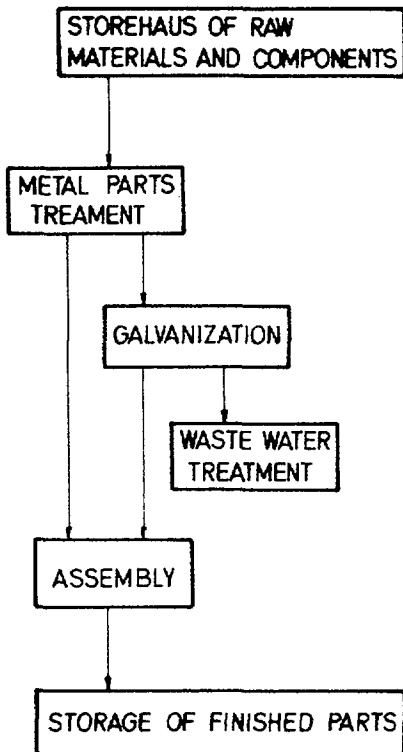 STOREHAUS OF RAW
MATERIALS AND COMPONENTS
METAL PARTS
TREAMENT
GALVANIZATION
WASTE WATER
TREATMENT
ASSEMBLY
STORAGE OF FINISHED PARTS